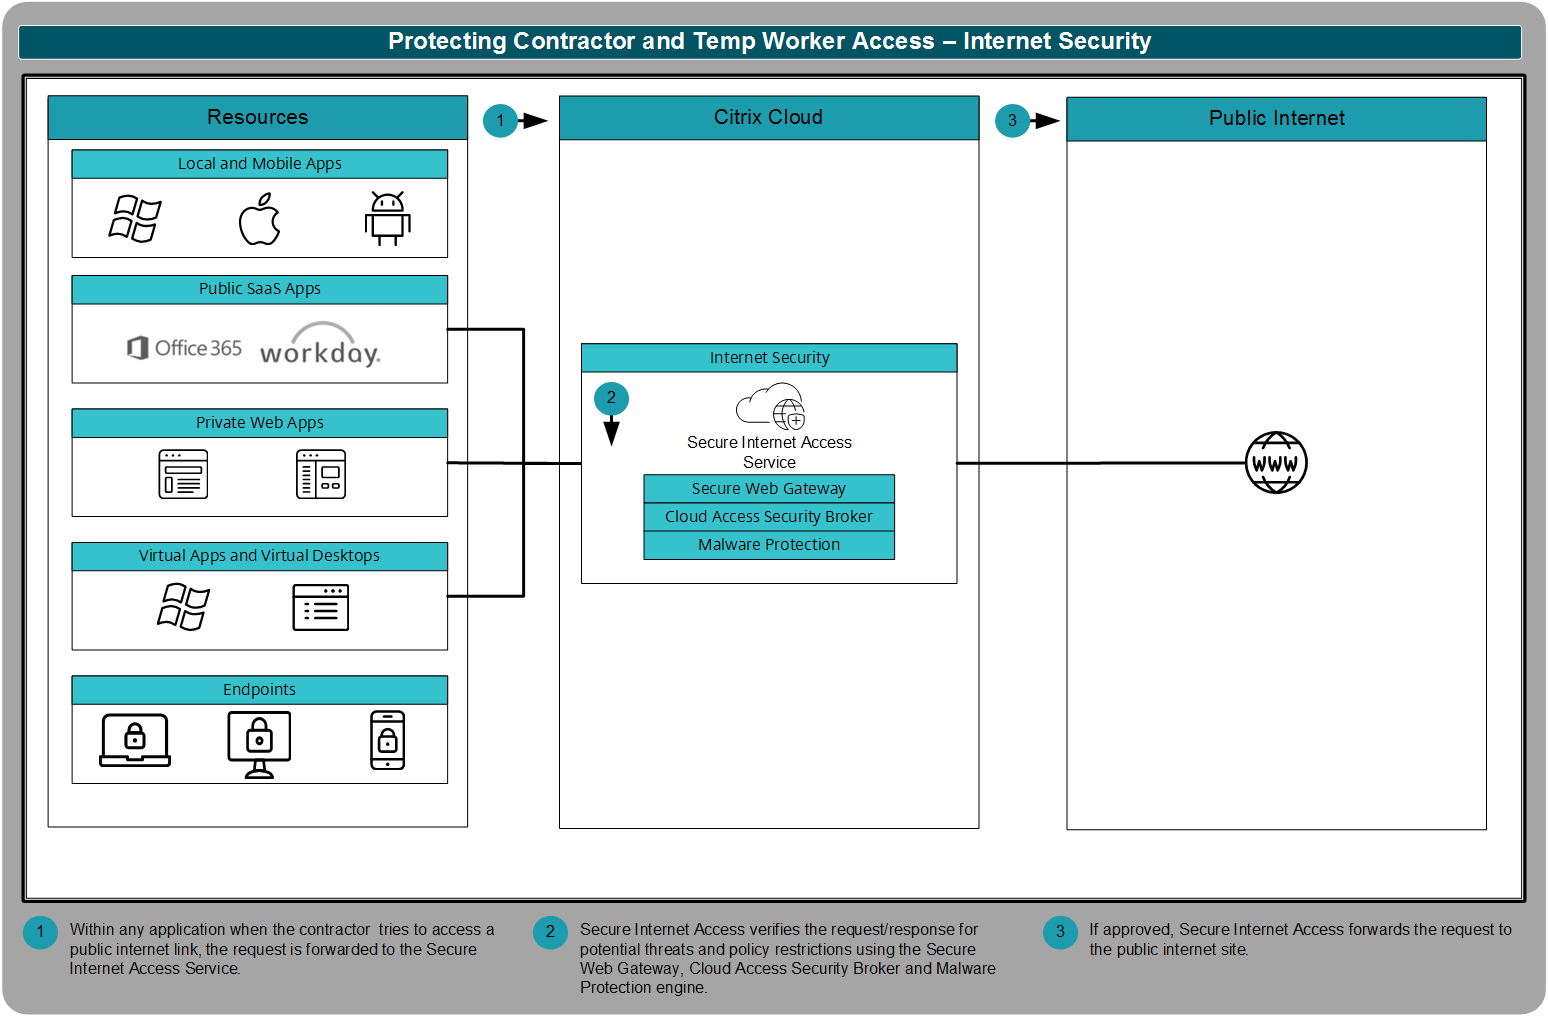 Protecting Contractor and Temp Worker Access – Internet Security
Resources
1
Citrix Cloud
3
Public Internet
Local and Mobile Apps
Public SaaS Apps
Office 365
workday.
Private Web Apps
Virtual Apps and Virtual Desktops
Endpoints
Internet Security
2
Secure Internet Access
Service
Secure Web Gateway
Cloud Access Security Broker
Malware Protection
WWW
1
Within any application when the contractor tries to access a
public internet link, the request is forwarded to the Secure
Internet Access Service.
2
Secure Internet Access verifies the request/response for
potential threats and policy restrictions using the Secure
Web Gateway, Cloud Access Security Broker and Malware
Protection engine.
3
If approved, Secure Internet Access forwards the request to
the public internet site.